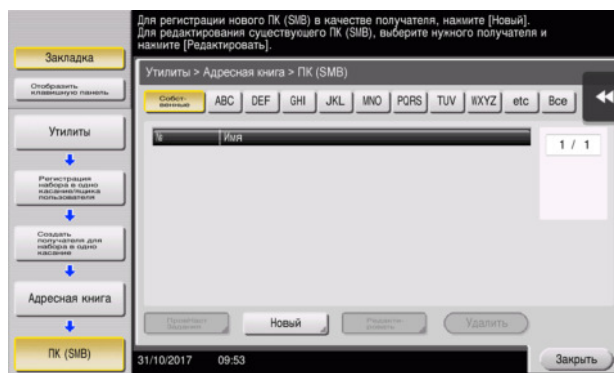 Для регистрации нового ПК (SMB) в качестве получателя, нажмите [Новый].
Для редактирования существующего ПК (SMB), выберите нужного получателя и
нажмите [Редактировать].
Закладка
Отобразить
клавишную панель
Утилиты
Регистрация
набора в одно
касание/ящика
пользователя
Создать
получателя для
набора в одно
касание
Адресная книга
ПК (SMB)
Утилиты > Адресная книга > ПК (SMB)
Собст-
венные
ABC
DEF
GHI
JKL
MNO
PQRS
TUV
WXYZ
etc
Все
№
Имя
1 / 1
Новый
Удалить
31/10/2017
09:53
Закрыть